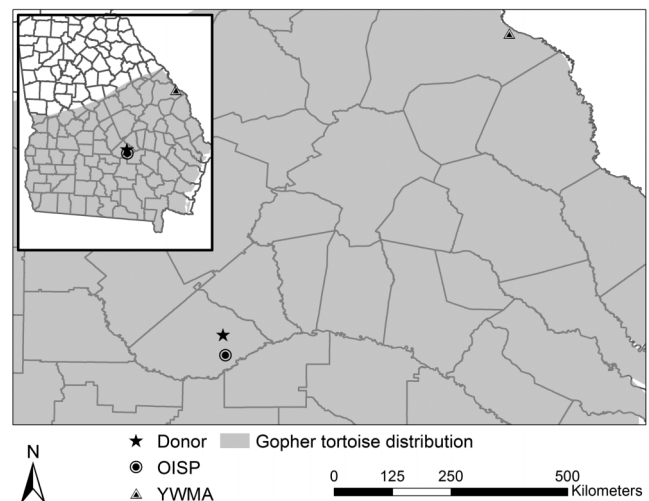 Donor
Gopher tortoise distribution
OISP
YWMA
N
0 125 250 500
Kilometers